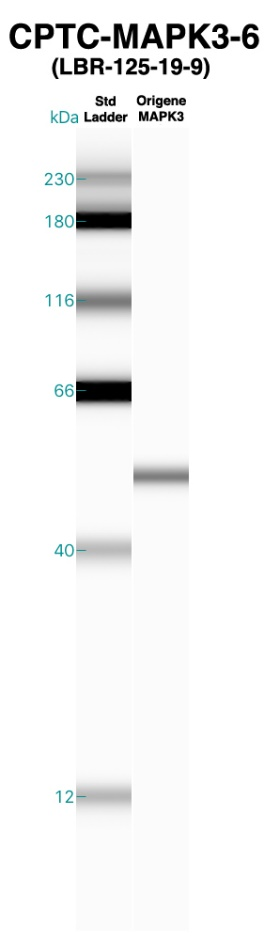 CPTC-MAPK3-6
(LBR-125-19-9)
kDa
Std Ladder
Origene MAPK3
230
180
116
66
40
12